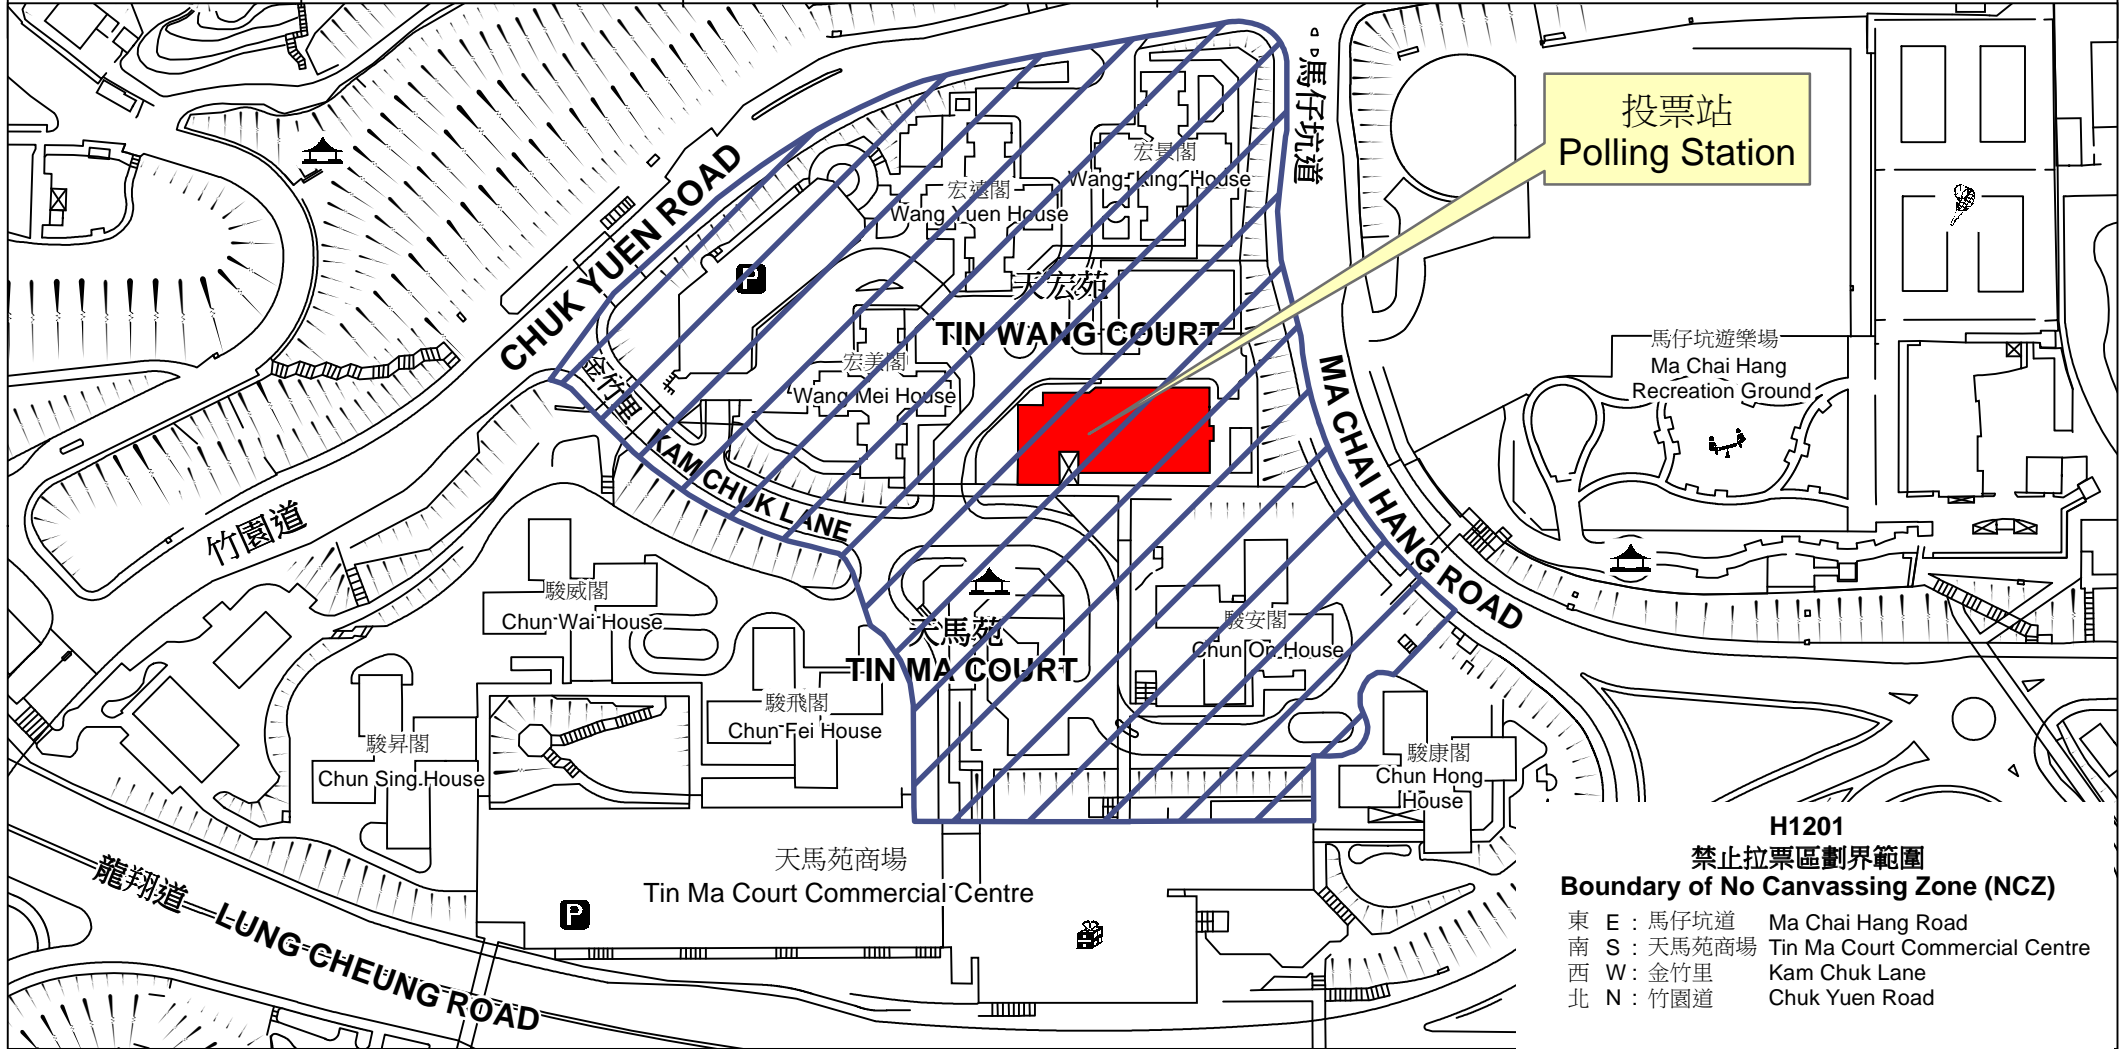 馬仔坑道
投票站
Polling Station
CHUK YUEN ROAD
宏景閣
Wang King House
宏遠閣
Wang Yuen House
P
天宏苑
TIN WANG COURT
宏美閣
Wang Mei House
金竹里
KAM CHUK LANE
MA CHAI HANG ROAD
馬仔坑遊樂場
Ma Chai Hang
Recreation Ground
竹園道
駿威閣
Chun Wai House
天馬苑
TIN MA COURT
駿安閣
Chun On House
駿飛閣
Chun Fei House
駿昇閣
Chun Sing House
駿康閣
Chun Hong
House
天馬苑商場
Tin Ma Court Commercial Centre
P
龍翔道 LUNG CHEUNG ROAD
H1201
禁止拉票區劃界範圍
Boundary of No Canvassing Zone (NCZ)
東 E : 馬仔坑道 Ma Chai Hang Road
南 S : 天馬苑商場 Tin Ma Court Commercial Centre
西 W : 金竹里 Kam Chuk Lane
北 N : 竹園道 Chuk Yuen Road